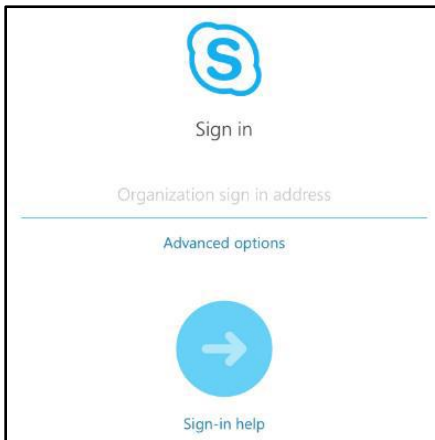 S
Sign in
Organization sign in address
Advanced options
Sign-in help